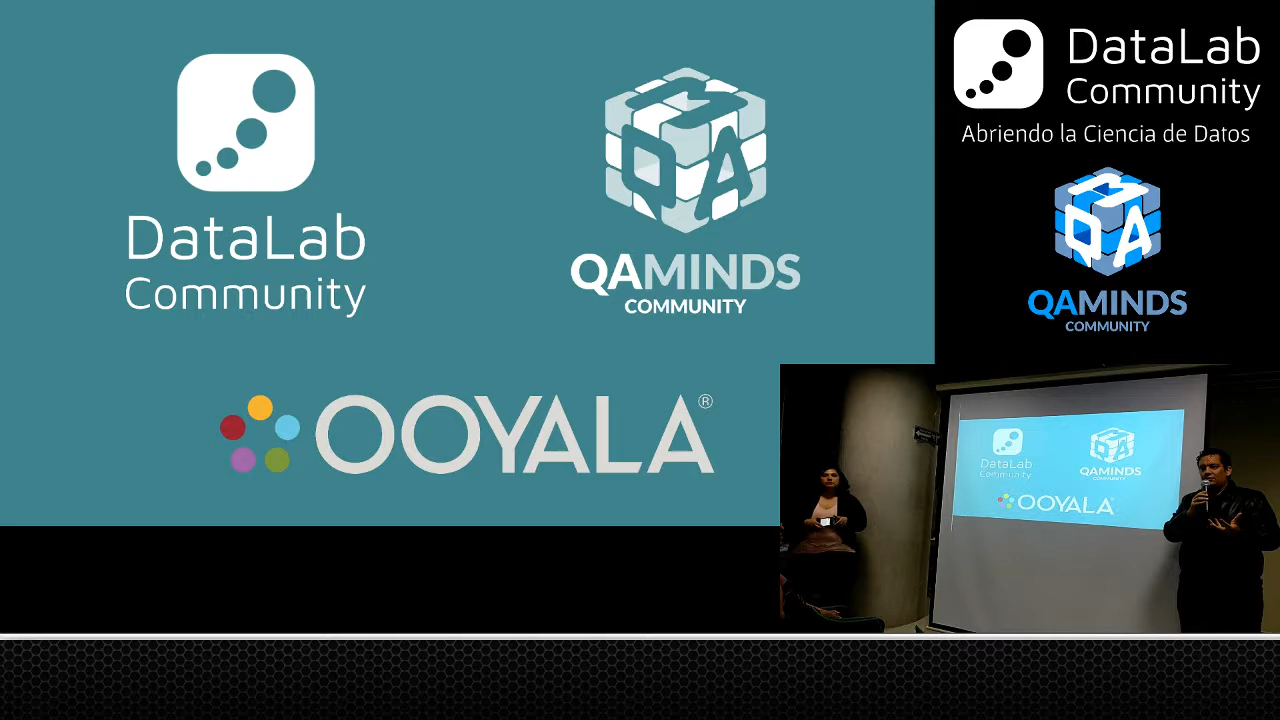 DataLab
Community
QAMINDS
COMMUNITY
OOYALA®
DataLab
Community
Abriendo la Ciencia de Datos
QAMINDS
COMMUNITY
DataLab
Community
QAMINDS
COMMUNITY
OOYALA